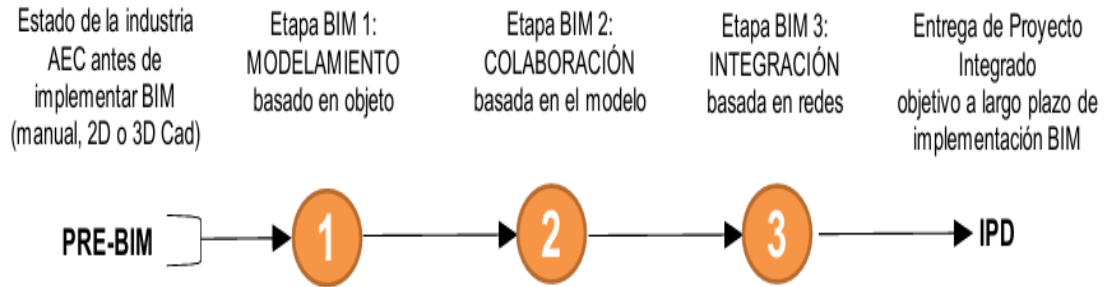 Estado de la industria
AEC antes de
implementar BIM
(manual, 2D o 3D Cad)
Etapa BIM 1:
MODELAMIENTO
basado en objeto
Etapa BIM 2:
COLABORACIÓN
basada en el modelo
Etapa BIM 3:
INTEGRACIÓN
basada en redes
Entrega de Proyecto
Integrado
objetivo a largo plazo de
implementación BIM
PRE-BIM
1
2
3
IPD